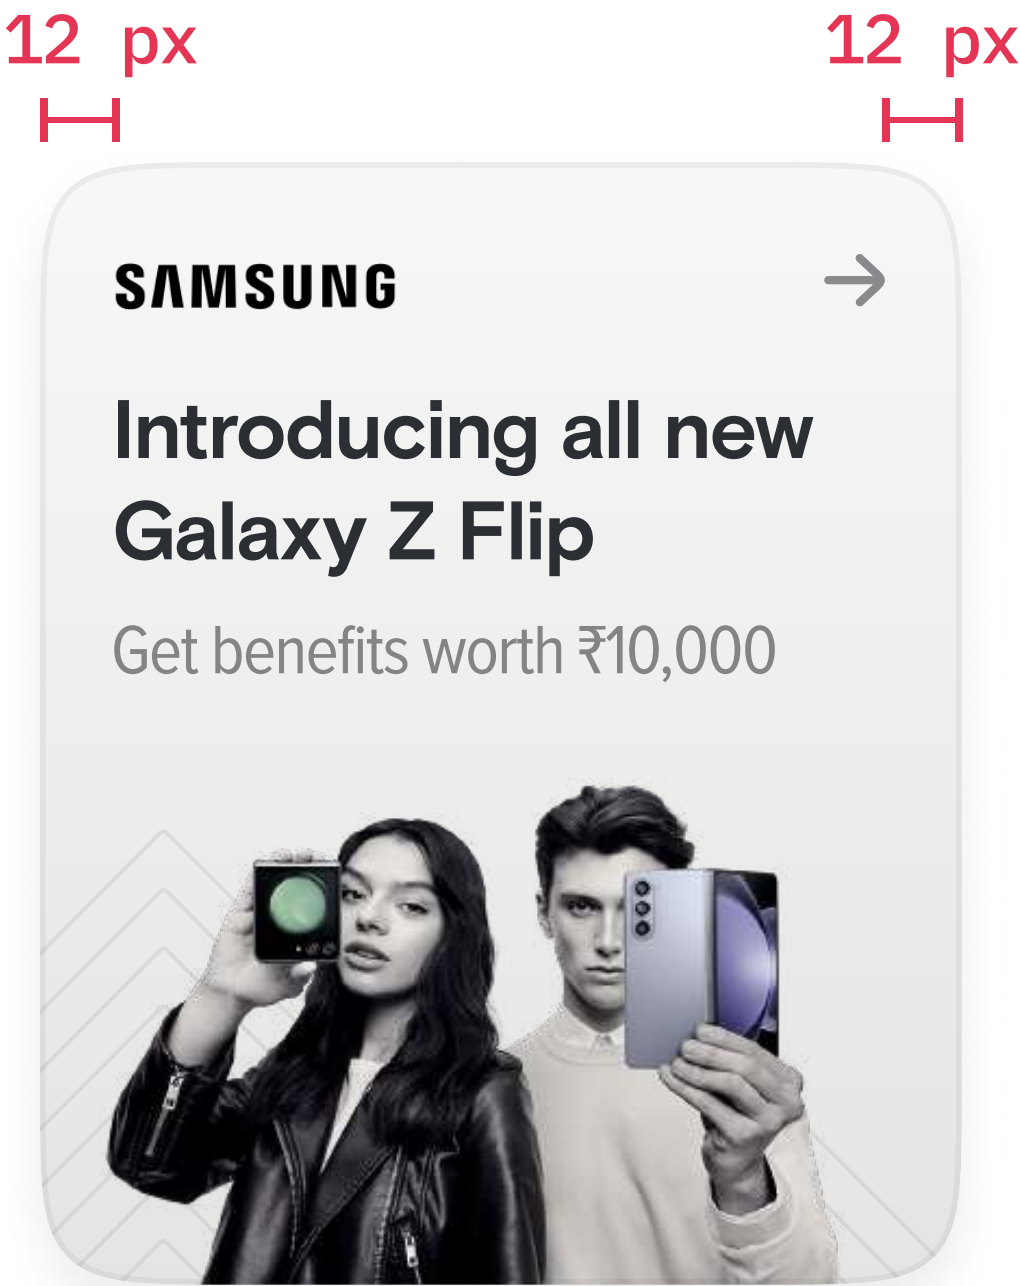 12 px
12 px
SAMSUNG
Introducing all new
Galaxy Z Flip
Get benefits worth ₹10,000